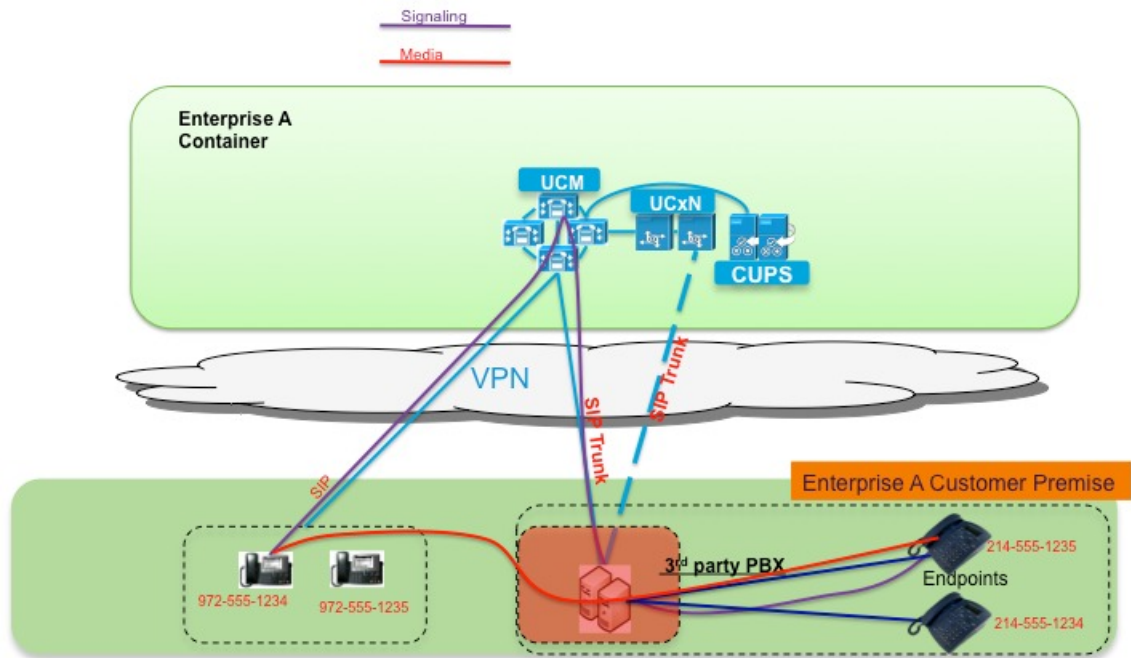 Signaling
Media
Enterprise A
Container
UCM
UCxN
CUPS
VPN
SIP Trunk
SIP Trunk
SIP
Enterprise A Customer Premise
3rd party PBX
214-555-1235
Endpoints
972-555-1234
972-555-1235
214-555-1234